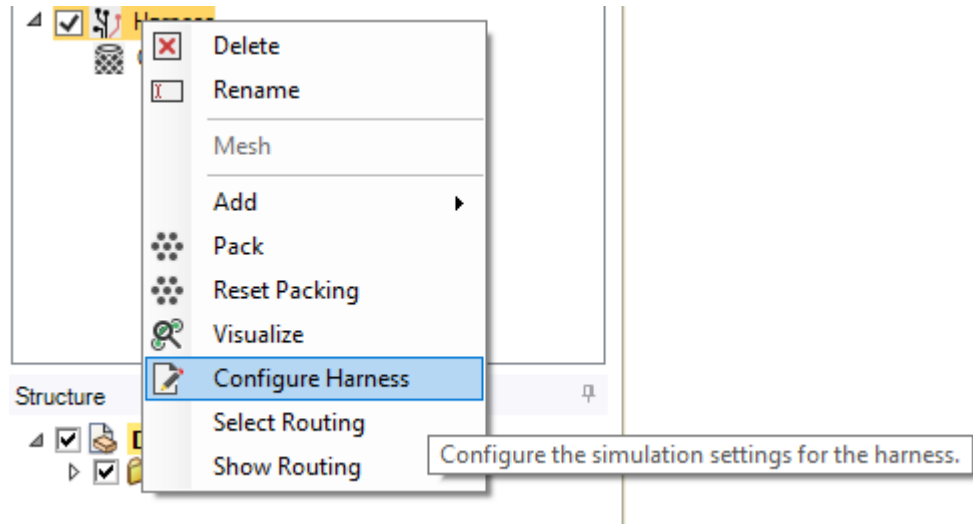 Delete
Rename
Mesh
Add
Pack
Reset Packing
Visualize
Configure Harness
Structure
Select Routing
Configure the simulation settings for the harness.
Show Routing